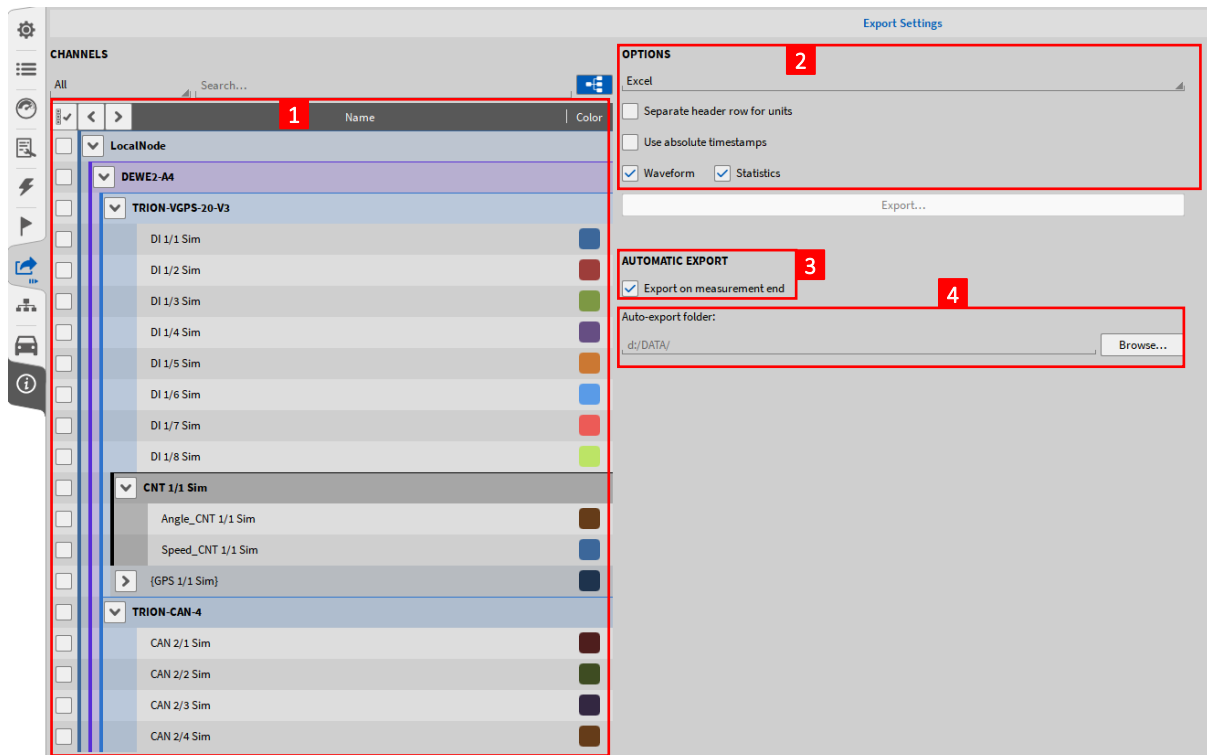 Export Settings
CHANNELS
All
Search...
1
Name
Color
LocalNode
DEWE2-A4
TRION-VGPS-20-V3
DI 1/1 Sim
DI 1/2 Sim
DI 1/3 Sim
DI 1/4 Sim
DI 1/5 Sim
DI 1/6 Sim
DI 1/7 Sim
DI 1/8 Sim
CNT 1/1 Sim
Angle_CNT 1/1 Sim
Speed_CNT 1/1 Sim
{GPS 1/1 Sim}
TRION-CAN-4
CAN 2/1 Sim
CAN 2/2 Sim
CAN 2/3 Sim
CAN 2/4 Sim
OPTIONS
2
Excel
Separate header row for units
Use absolute timestamps
Waveform Statistics
Export...
AUTOMATIC EXPORT
3
Export on measurement end
4
Auto-export folder:
d:/DATA/ Browse...